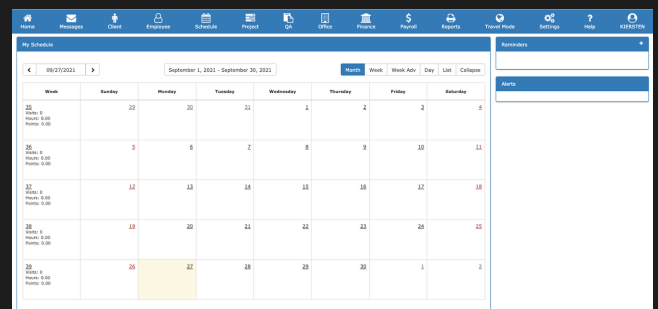 Home Messages Client Employee Schedule Project QA Office Finance Payroll Reports Travel Mode Settings Help KIERSTEN
My Schedule
Reminders +
09/27/2021
September 1, 2021 - September 30, 2021
Month Week Week Adv Day List Collapse
Alerts
Week Sunday Monday Tuesday Wednesday Thursday Friday Saturday
35 29 30 31 1 2 3 4
Visits: 0
Hours: 0.00
Points: 0.00
36 5 6 7 8 9 10 11
Visits: 0
Hours: 0.00
Points: 0.00
37 12 13 14 15 16 17 18
Visits: 0
Hours: 0.00
Points: 0.00
38 19 20 21 22 23 24 25
Visits: 0
Hours: 0.00
Points: 0.00
39 26 27 28 29 30 1 2
Visits: 0
Hours: 0.00
Points: 0.00